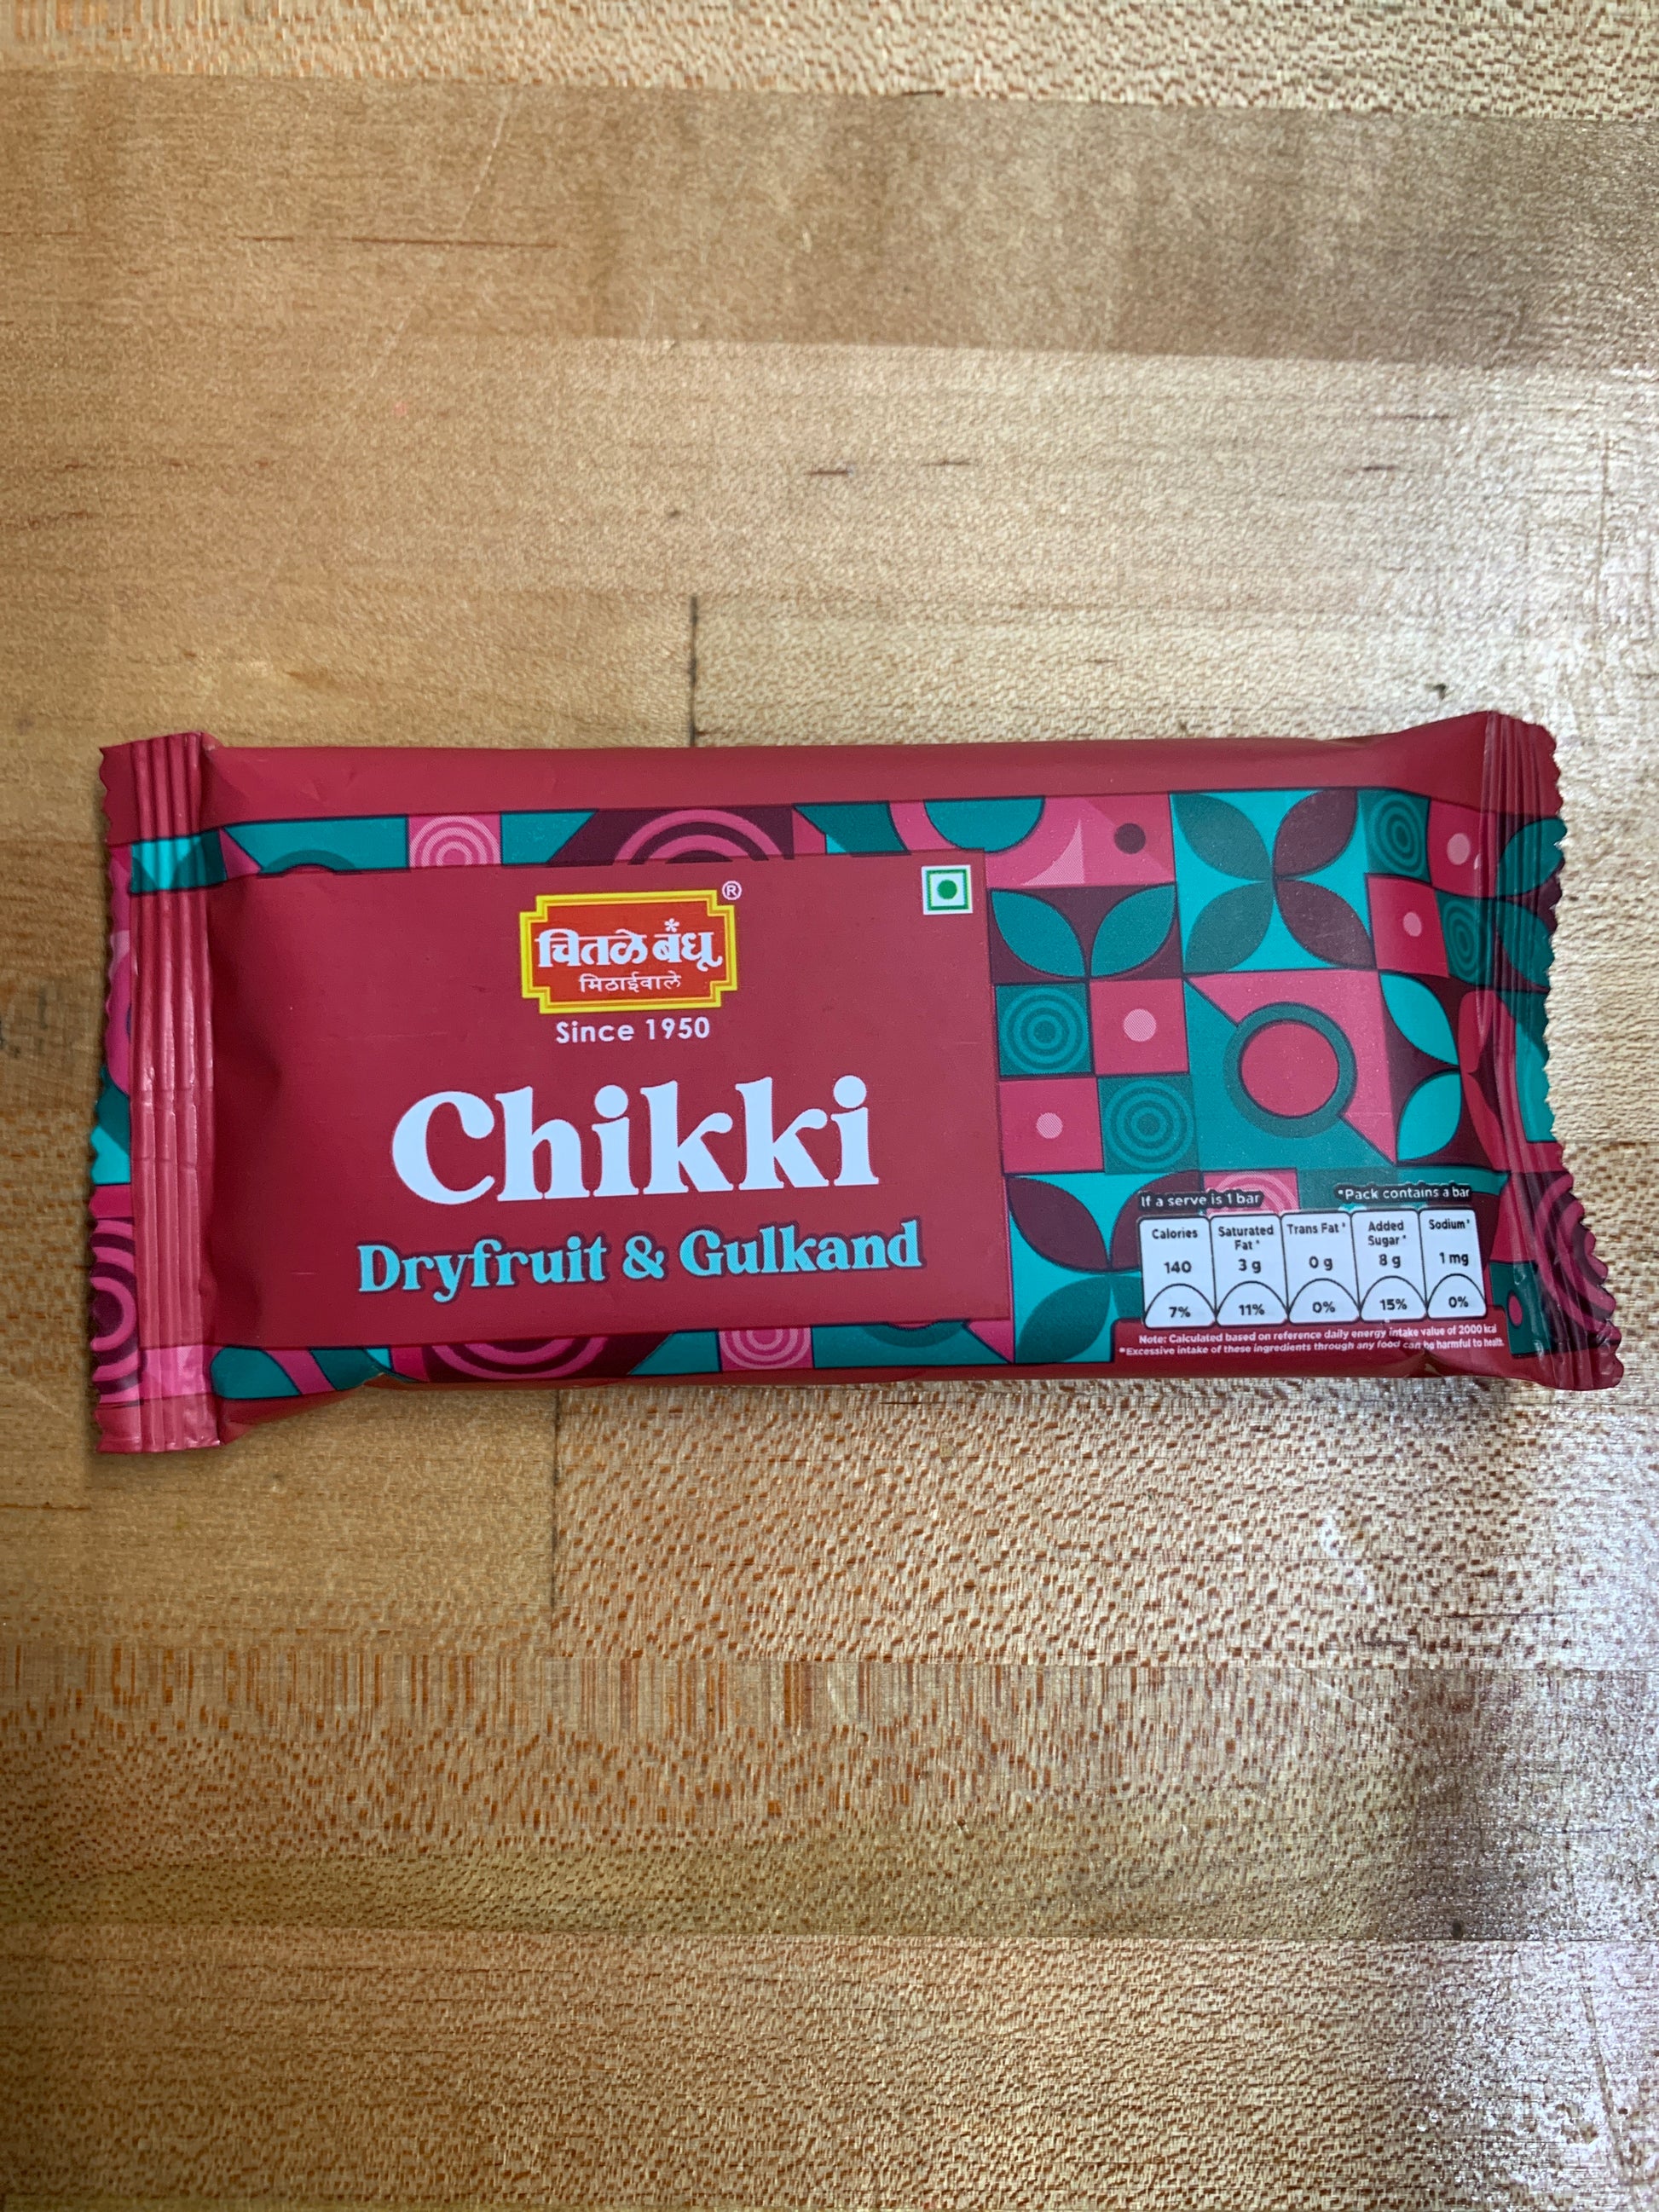 चितळे बंधू
®
मिठाईवाले
Since 1950
Chikki
Dryfruit & Gulkand
If a serve is 1 bar
*Pack contains a bar
Calories Saturated Fat* Trans Fat* Added Sugar* Sodium*
140 3 g 0 g 8 g 1 mg
7% 11% 0% 15% 0%
Note: Calculated based on reference daily energy intake value of 2000 kcal
*Excessive intake of these ingredients through any food can be harmful to health.